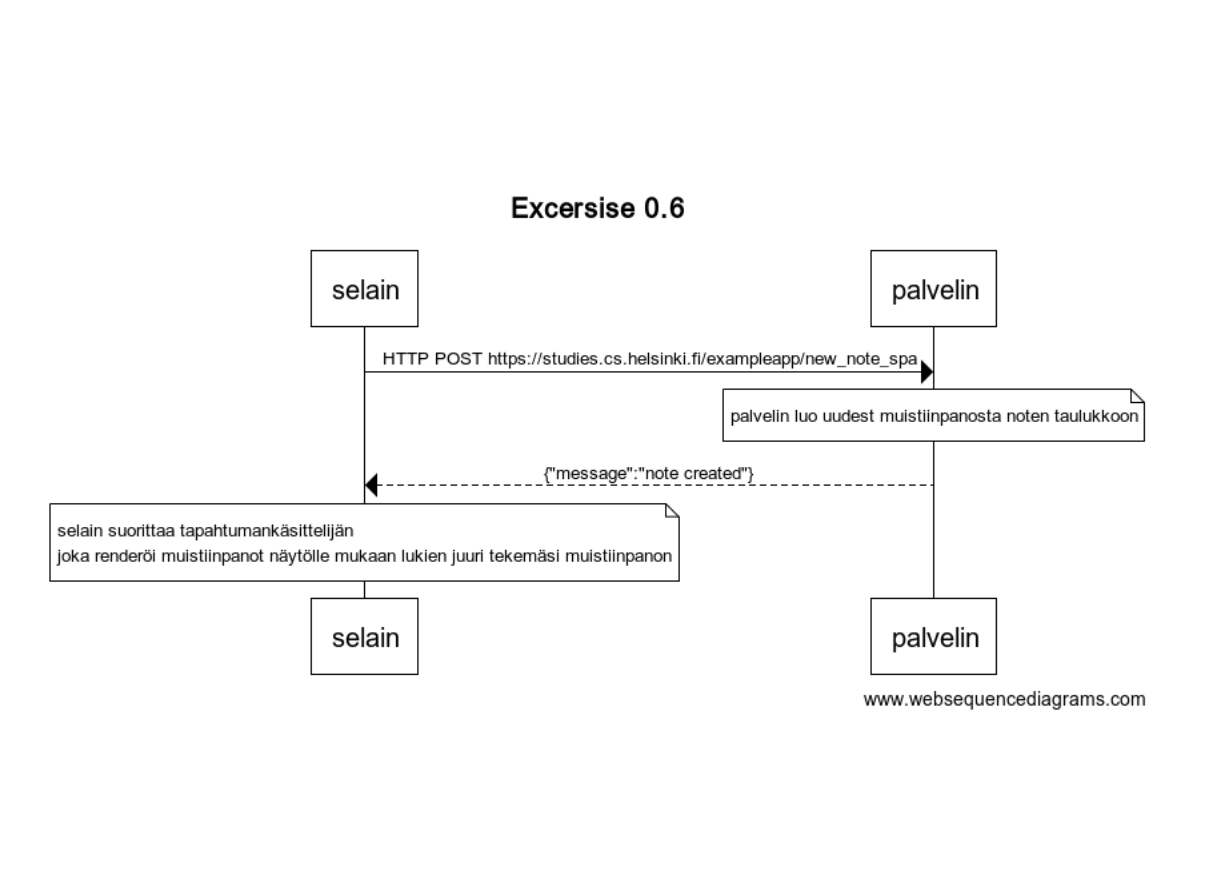 Excersise 0.6
selain
palvelin
HTTP POST https://studies.cs.helsinki.fi/exampleapp/new_note_spa
palvelin luo uudest muistiinpanosta noten taulukkoon
{"message":"note created"}
selain suorittaa tapahtumankäsittelijän
joka renderöi muistiinpanot näytölle mukaan lukien juuri tekemäsi muistiinpanon
selain
palvelin
www.websequencediagrams.com